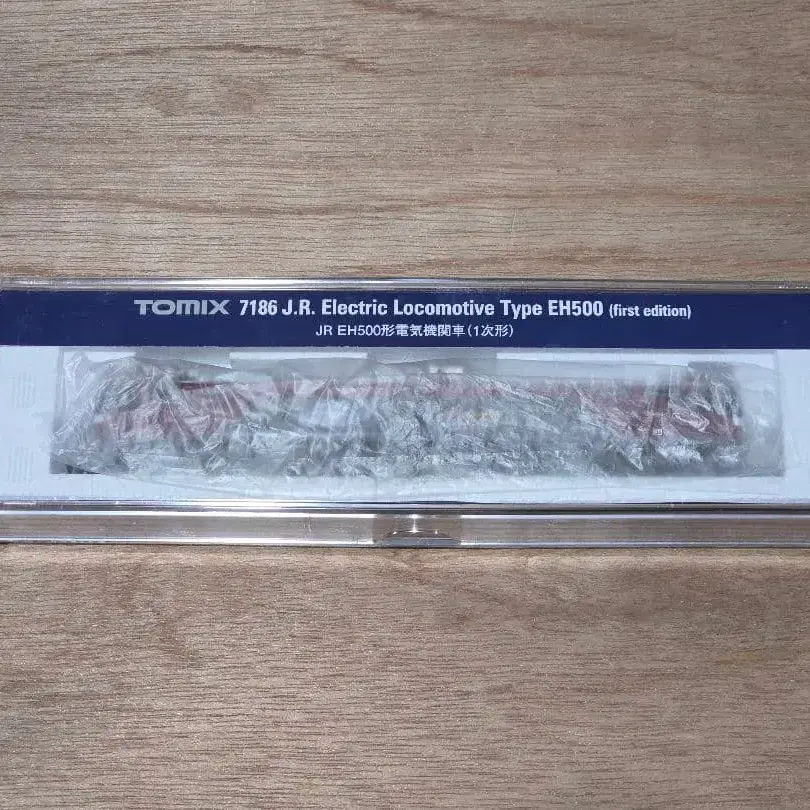 TOMIX 7186 J.R. Electric Locomotive Type EH500 (first edition)
JR EH500形電気機関車(1次形)